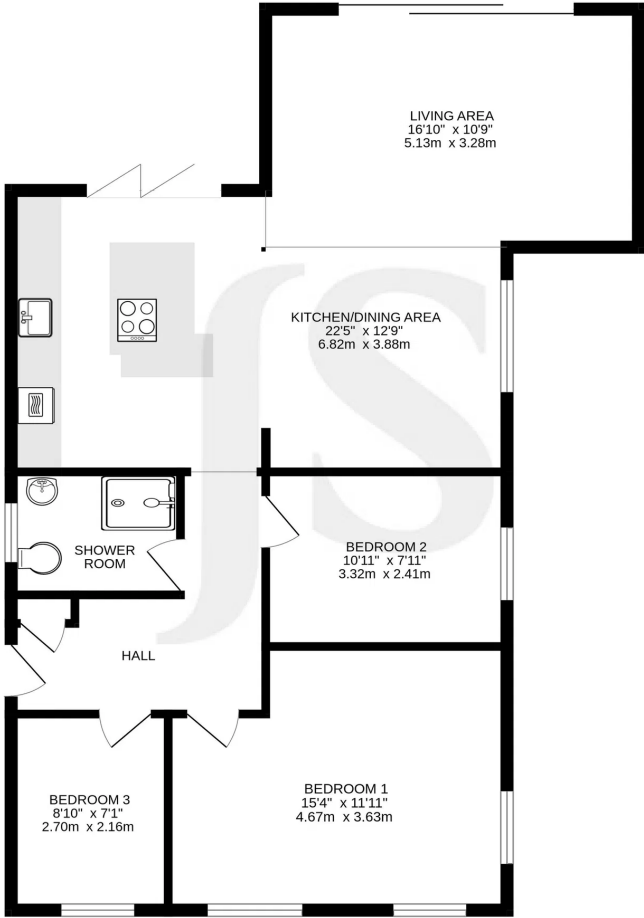 LIVING AREA
16'10" x 10'9"
5.13m x 3.28m
KITCHEN/DINING AREA
22'5" x 12'9"
6.82m x 3.88m
SHOWER
ROOM
BEDROOM 2
10'11" x 7'11"
3.32m x 2.41m
HALL
BEDROOM 3
8'10" x 7'1"
2.70m x 2.16m
BEDROOM 1
15'4" x 11'11"
4.67m x 3.63m
JS